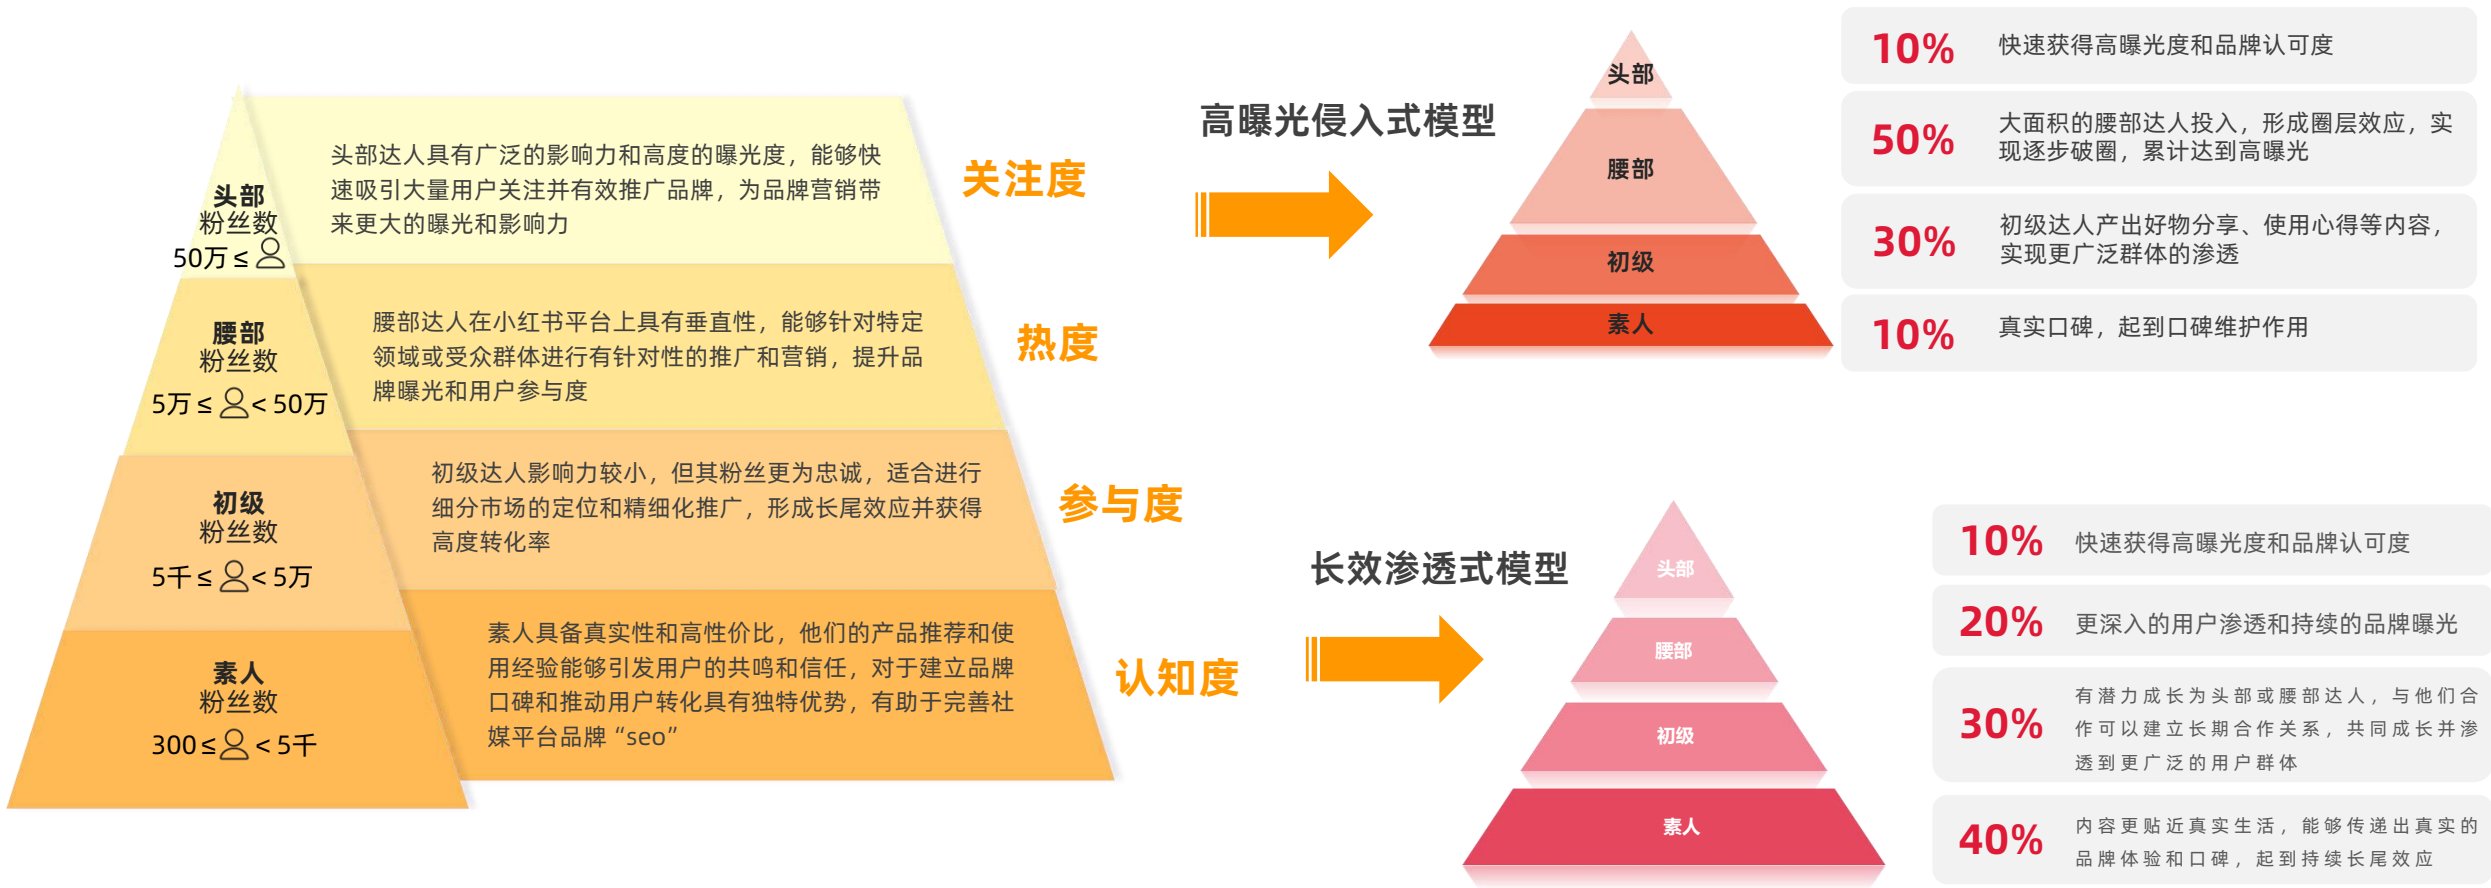 头部
粉丝数
50万 ≤
头部达人具有广泛的影响力和高度的曝光度，能够快
速吸引大量用户关注并有效推广品牌，为品牌营销带
来更大的曝光和影响力
关注度
腰部
粉丝数
5万 ≤ < 50万
腰部达人在小红书平台上具有垂直性，能够针对特定
领域或受众群体进行有针对性的推广和营销，提升品
牌曝光和用户参与度
热度
初级
粉丝数
5千 ≤ < 5万
初级达人影响力较小，但其粉丝更为忠诚，适合进行
细分市场的定位和精细化推广，形成长尾效应并获得
高度转化率
参与度
素人
粉丝数
300 ≤ < 5千
素人具备真实性和高性价比，他们的产品推荐和使
用经验能够引发用户的共鸣和信任，对于建立品牌
口碑和推动用户转化具有独特优势，有助于完善社
媒平台品牌“seo”
认知度
高曝光侵入式模型
头部
10%
快速获得高曝光度和品牌认可度
腰部
50%
大面积的腰部达人投入，形成圈层效应，实
现逐步破圈，累计达到高曝光
初级
30%
初级达人产出好物分享、使用心得等内容，
实现更广泛群体的渗透
素人
10%
真实口碑，起到口碑维护作用
长效渗透式模型
头部
10%
快速获得高曝光度和品牌认可度
腰部
20%
更深入的用户渗透和持续的品牌曝光
初级
30%
有潜力成长为头部或腰部达人，与他们合
作可以建立长期合作关系，共同成长并渗
透到更广泛的用户群体
素人
40%
内容更贴近真实生活，能够传递出真实的
品牌体验和口碑，起到持续长尾效应